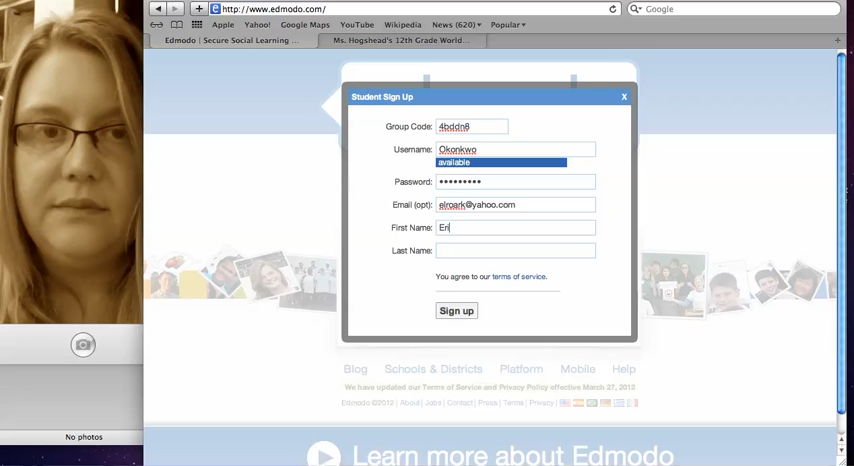 http://www.edmodo.com/
Google
Apple Yahoo! Google Maps YouTube Wikipedia News (620) Popular
Edmodo | Secure Social Learning ...
Ms. Hogshead's 12th Grade World...
Student Sign Up X
Group Code: 4bddn8
Username: Okonkwo
available
Password: •••••••••
Email (opt): elroark@yahoo.com
First Name: Eri
Last Name:
You agree to our terms of service.
Sign up
Blog Schools & Districts Platform Mobile Help
We have updated our Terms of Service and Privacy Policy effective March 27, 2012
Edmodo ©2012 | About | Jobs | Contact | Press | Terms | Privacy |
No photos
Learn more about Edmodo